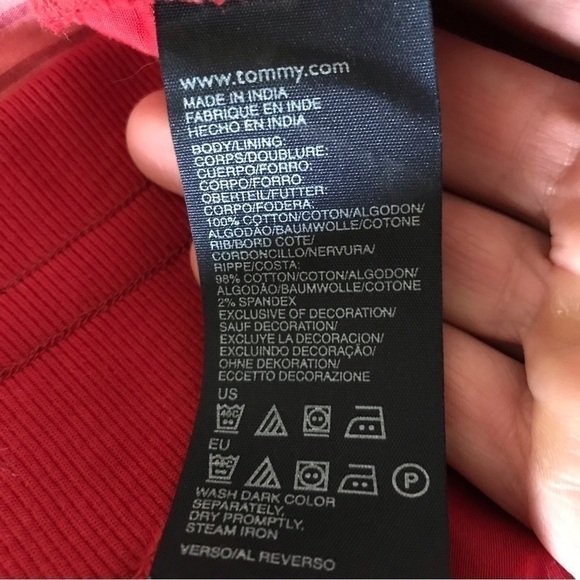 www.tommy.com
MADE IN INDIA
FABRIQUE EN INDE
HECHO EN INDIA
BODY/LINING:
CORPS/DOUBLURE:
CUERPO/FORRO:
CORPO/FORRO:
OBERTEIL/FUTTER:
CORPO/FODERA:
100% COTTON/COTON/ALGODON/
ALGODÃO/BAUMWOLLE/COTONE
RIB/BORD COTE/
CORDONCILLO/NERVURA/
RIPPE/COSTA:
98% COTTON/COTON/ALGODON/
ALGODÃO/BAUMWOLLE/COTONE
2% SPANDEX
EXCLUSIVE OF DECORATION/
SAUF DECORATION/
EXCLUYE LA DECORACION/
EXCLUINDO DECORAÇÃO/
OHNE DEKORATION/
ECCETTO DECORAZIONE
US
40C
EU
40C P
WASH DARK COLOR
SEPARATELY,
DRY PROMPTLY,
STEAM IRON
VERSO/AL REVERSO